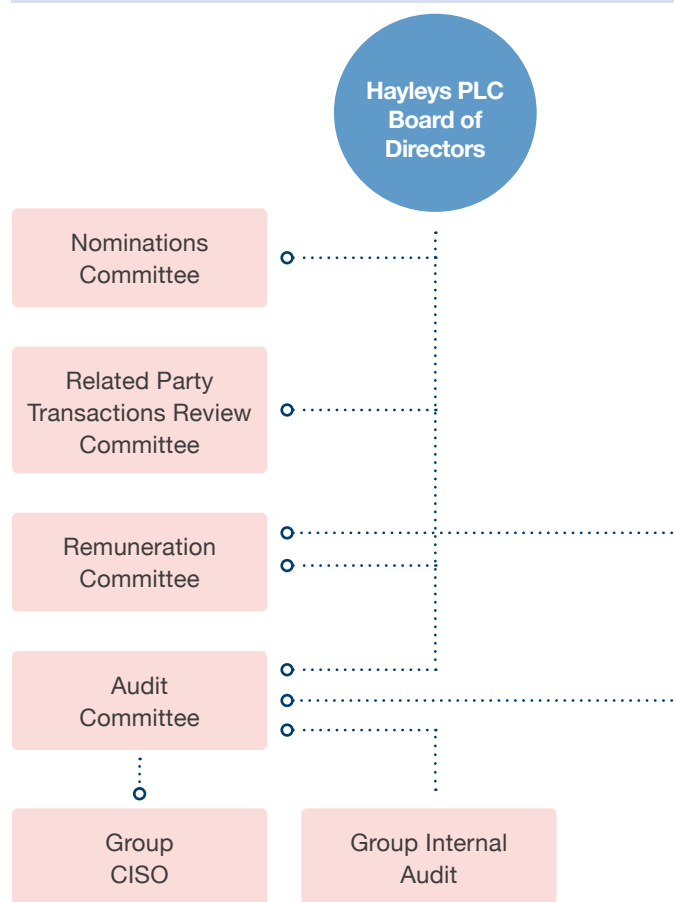 Hayleys PLC
Board of
Directors
Nominations
Committee
Related Party
Transactions Review
Committee
Remuneration
Committee
Audit
Committee
Group
CISO
Group Internal
Audit